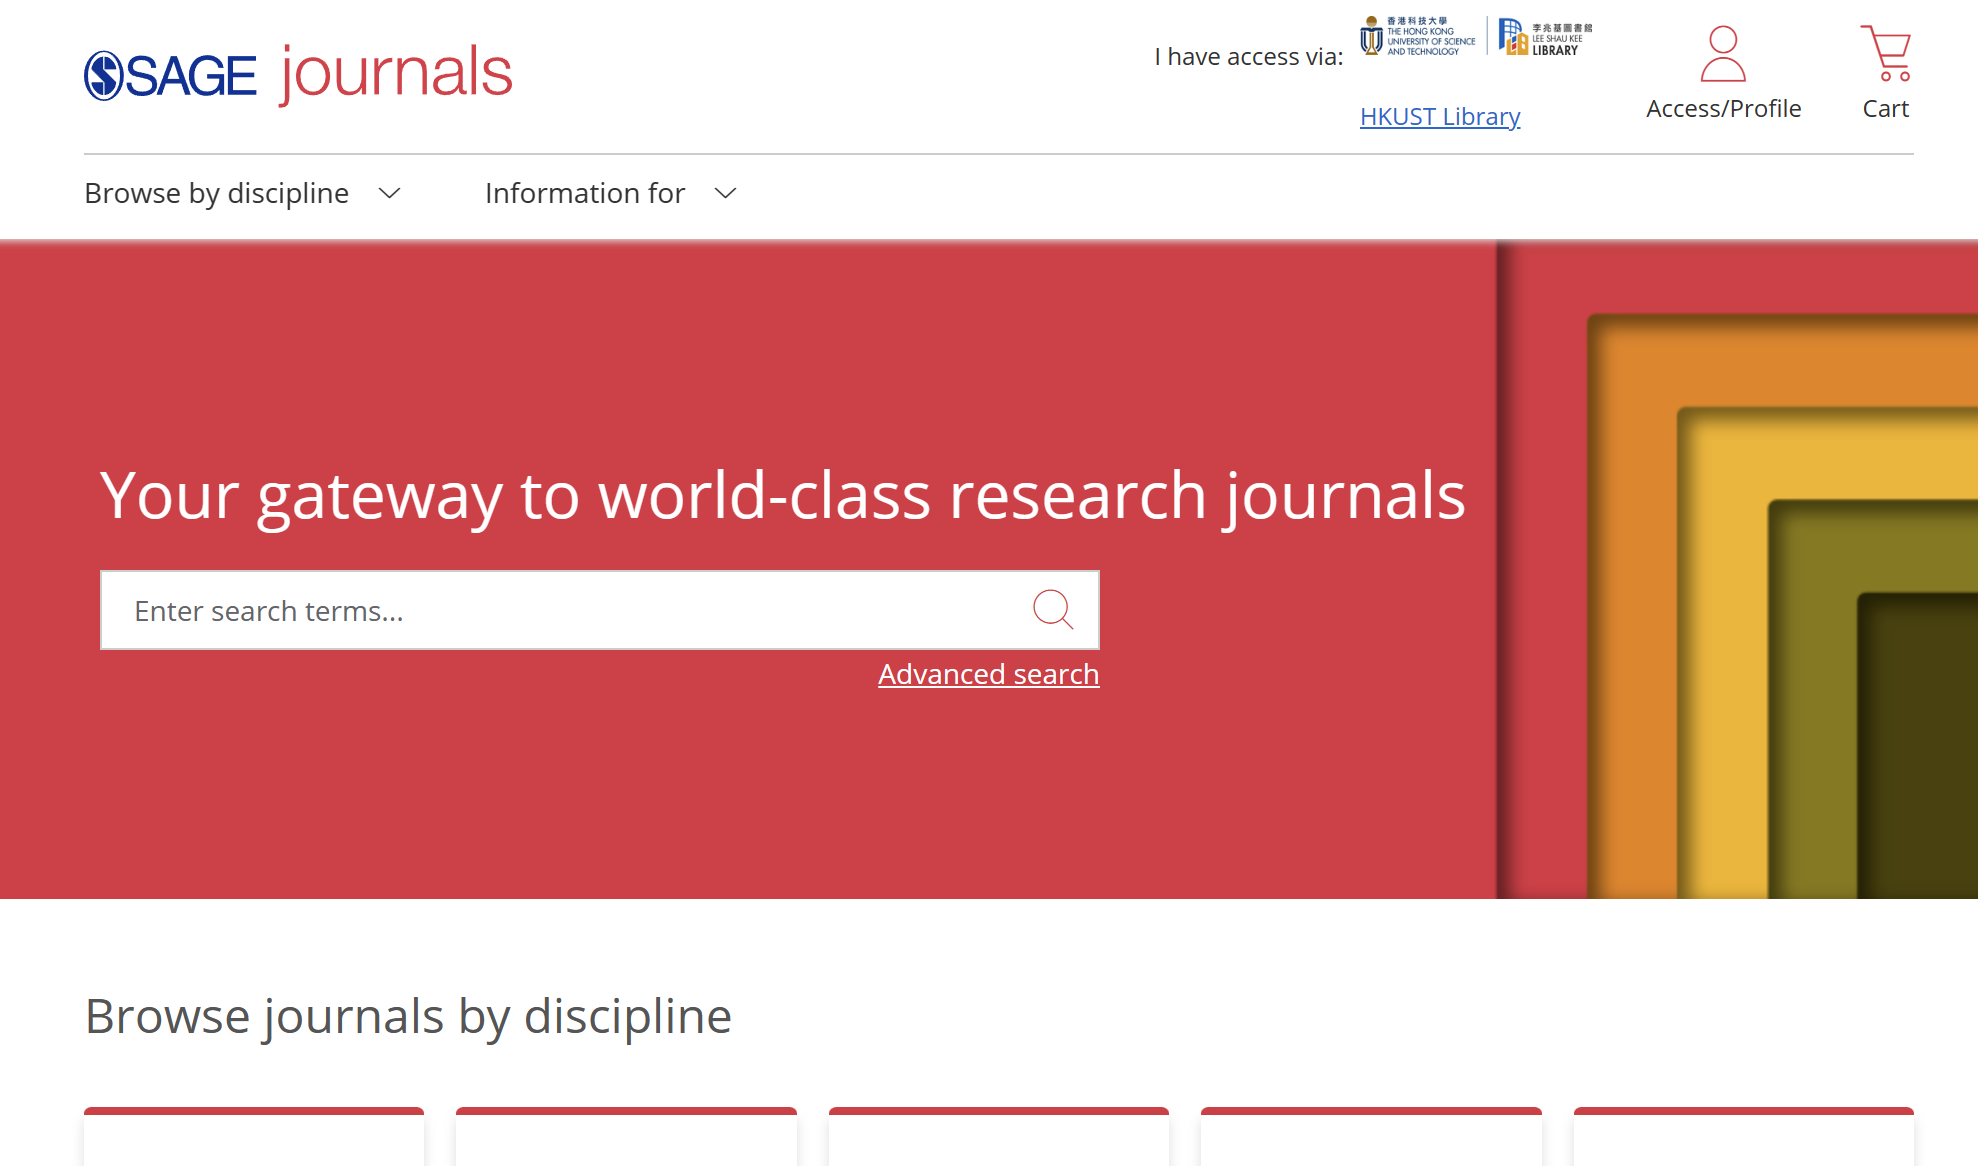 SAGE journals
I have access via:
香港科技大學
THE HONG KONG
UNIVERSITY OF SCIENCE
AND TECHNOLOGY
李兆基圖書館
LEE SHAU KEE
LIBRARY
HKUST Library
Access/Profile
Cart
Browse by discipline
Information for
Your gateway to world-class research journals
Enter search terms...
Advanced search
Browse journals by discipline